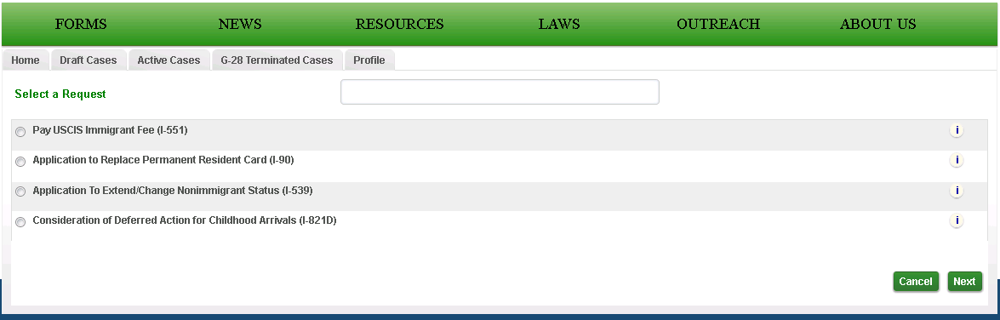 FORMS NEWS RESOURCES LAWS OUTREACH ABOUT US
Home Draft Cases Active Cases G-28 Terminated Cases Profile
Select a Request
Pay USCIS Immigrant Fee (I-551) i
Application to Replace Permanent Resident Card (I-90) i
Application To Extend/Change Nonimmigrant Status (I-539) i
Consideration of Deferred Action for Childhood Arrivals (I-821D) i
Cancel Next